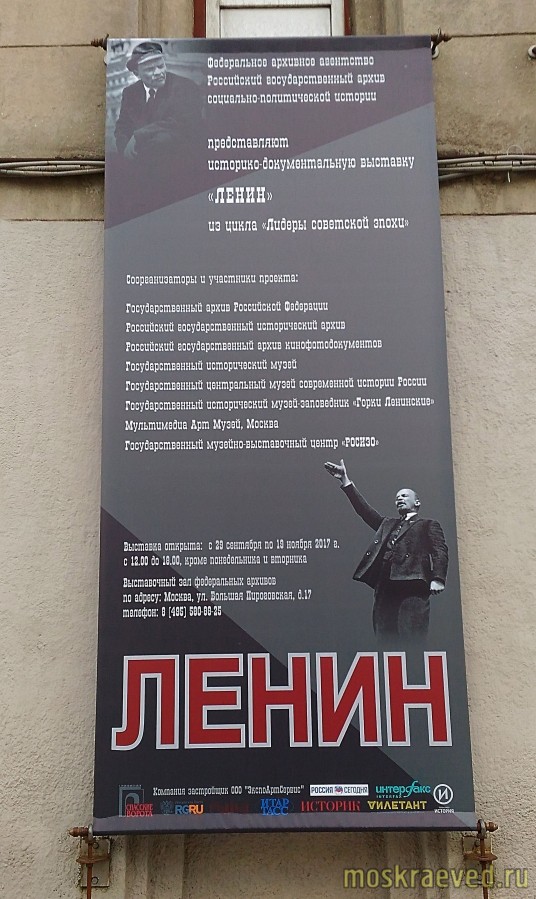 Федеральное архивное агентство
Российский государственный архив
социально-политической истории
представляют
историко-документальную выставку
«ЛЕНИН»
из цикла «Лидеры советской эпохи»
Соорганизаторы и участники проекта:
Государственный архив Российской Федерации
Российский государственный исторический архив
Российский государственный архив кинофотодокументов
Государственный исторический музей
Государственный центральный музей современной истории России
Государственный исторический музей-заповедник «Горки Ленинские»
Мультимедиа Арт Музей, Москва
Государственный музейно-выставочный центр «РОСИЗО»
Выставка открыта: с 29 сентября по 19 ноября 2017 г.
с 12.00 до 18.00, кроме понедельника и вторника
Выставочный зал федеральных архивов
по адресу: Москва, ул. Большая Пироговская, д.17
телефон: 8 (495) 580-88-25
ЛЕНИН
Компания застройщик ООО "ЭкспоАртСервис" РОССИЯ СЕГОДНЯ ИНТЕРФАКС
СПАССКИЕ ВОРОТА RGRU ИТАР ТАСС ИСТОРИК ДИЛЕТАНТ ИСТОРИЯ
moskraeved.ru